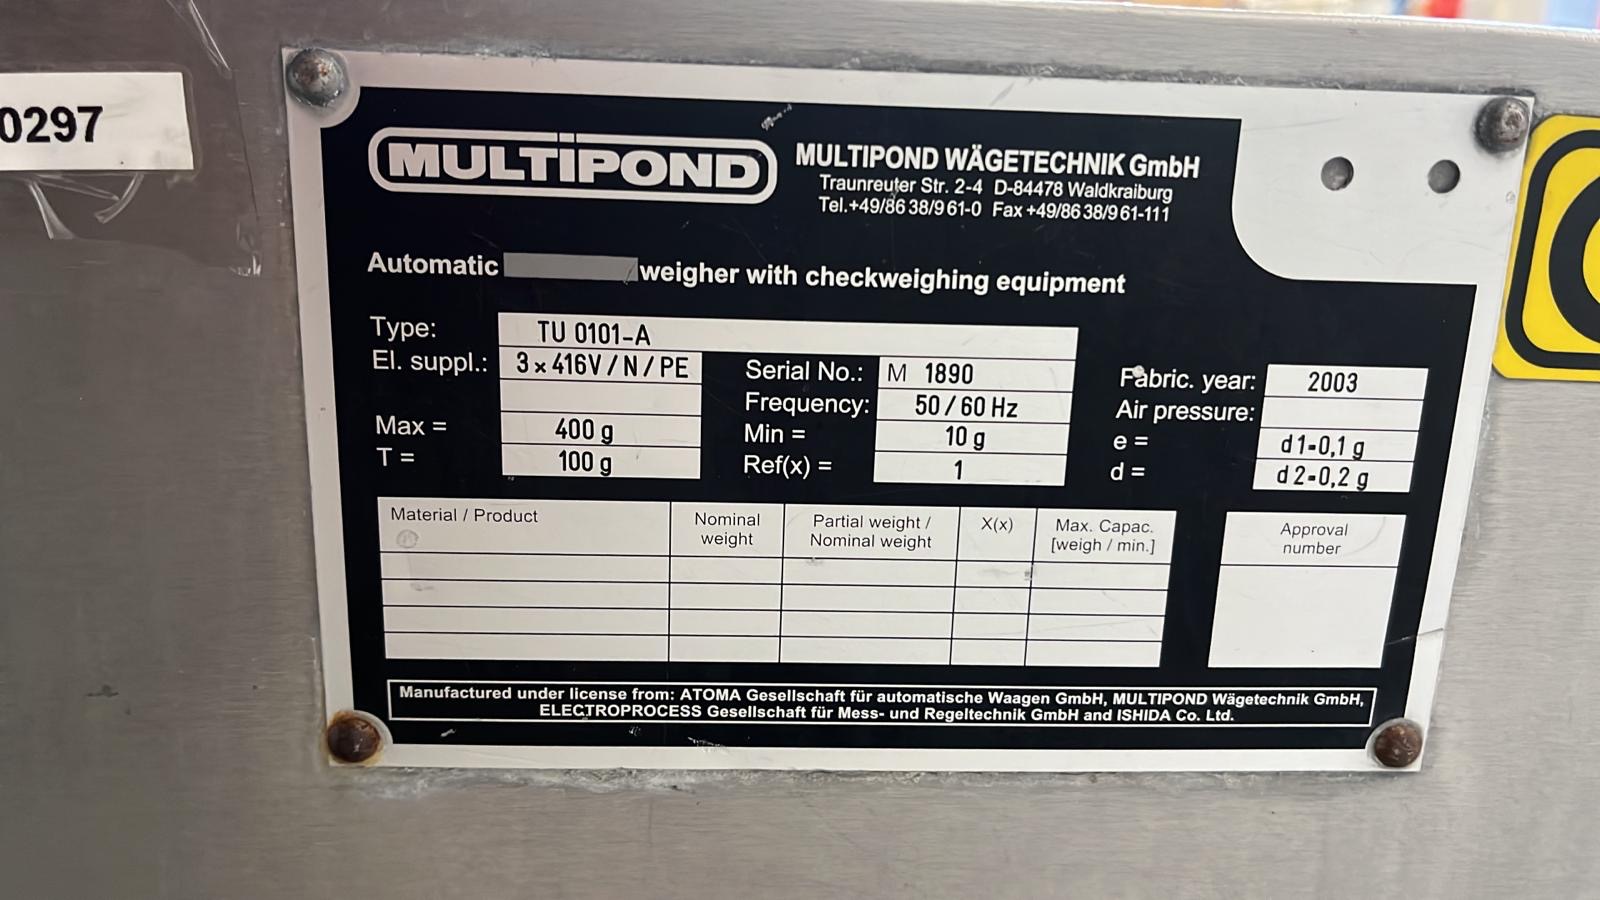 0297
MULTIPOND
MULTIPOND WÄGETECHNIK GmbH
Traunreuter Str. 2-4 D-84478 Waldkraiburg
Tel.+49/86 38/9 61-0 Fax +49/86 38/9 61-111
Automatic weigher with checkweighing equipment
Type: TU 0101-A
El. suppl.: 3 x 416V / N / PE Serial No.: M 1890 Fabric. year: 2003
Frequency: 50 / 60 Hz Air pressure:
Max = 400 g Min = 10 g e = d1-0,1 g
T = 100 g Ref(x) = 1 d = d2-0,2 g
Material / Product Nominal weight Partial weight / Nominal weight X(x) Max. Capac. [weigh / min.] Approval number
Manufactured under license from: ATOMA Gesellschaft für automatische Waagen GmbH, MULTIPOND Wägetechnik GmbH,
ELECTROPROCESS Gesellschaft für Mess- und Regeltechnik GmbH and ISHIDA Co. Ltd.